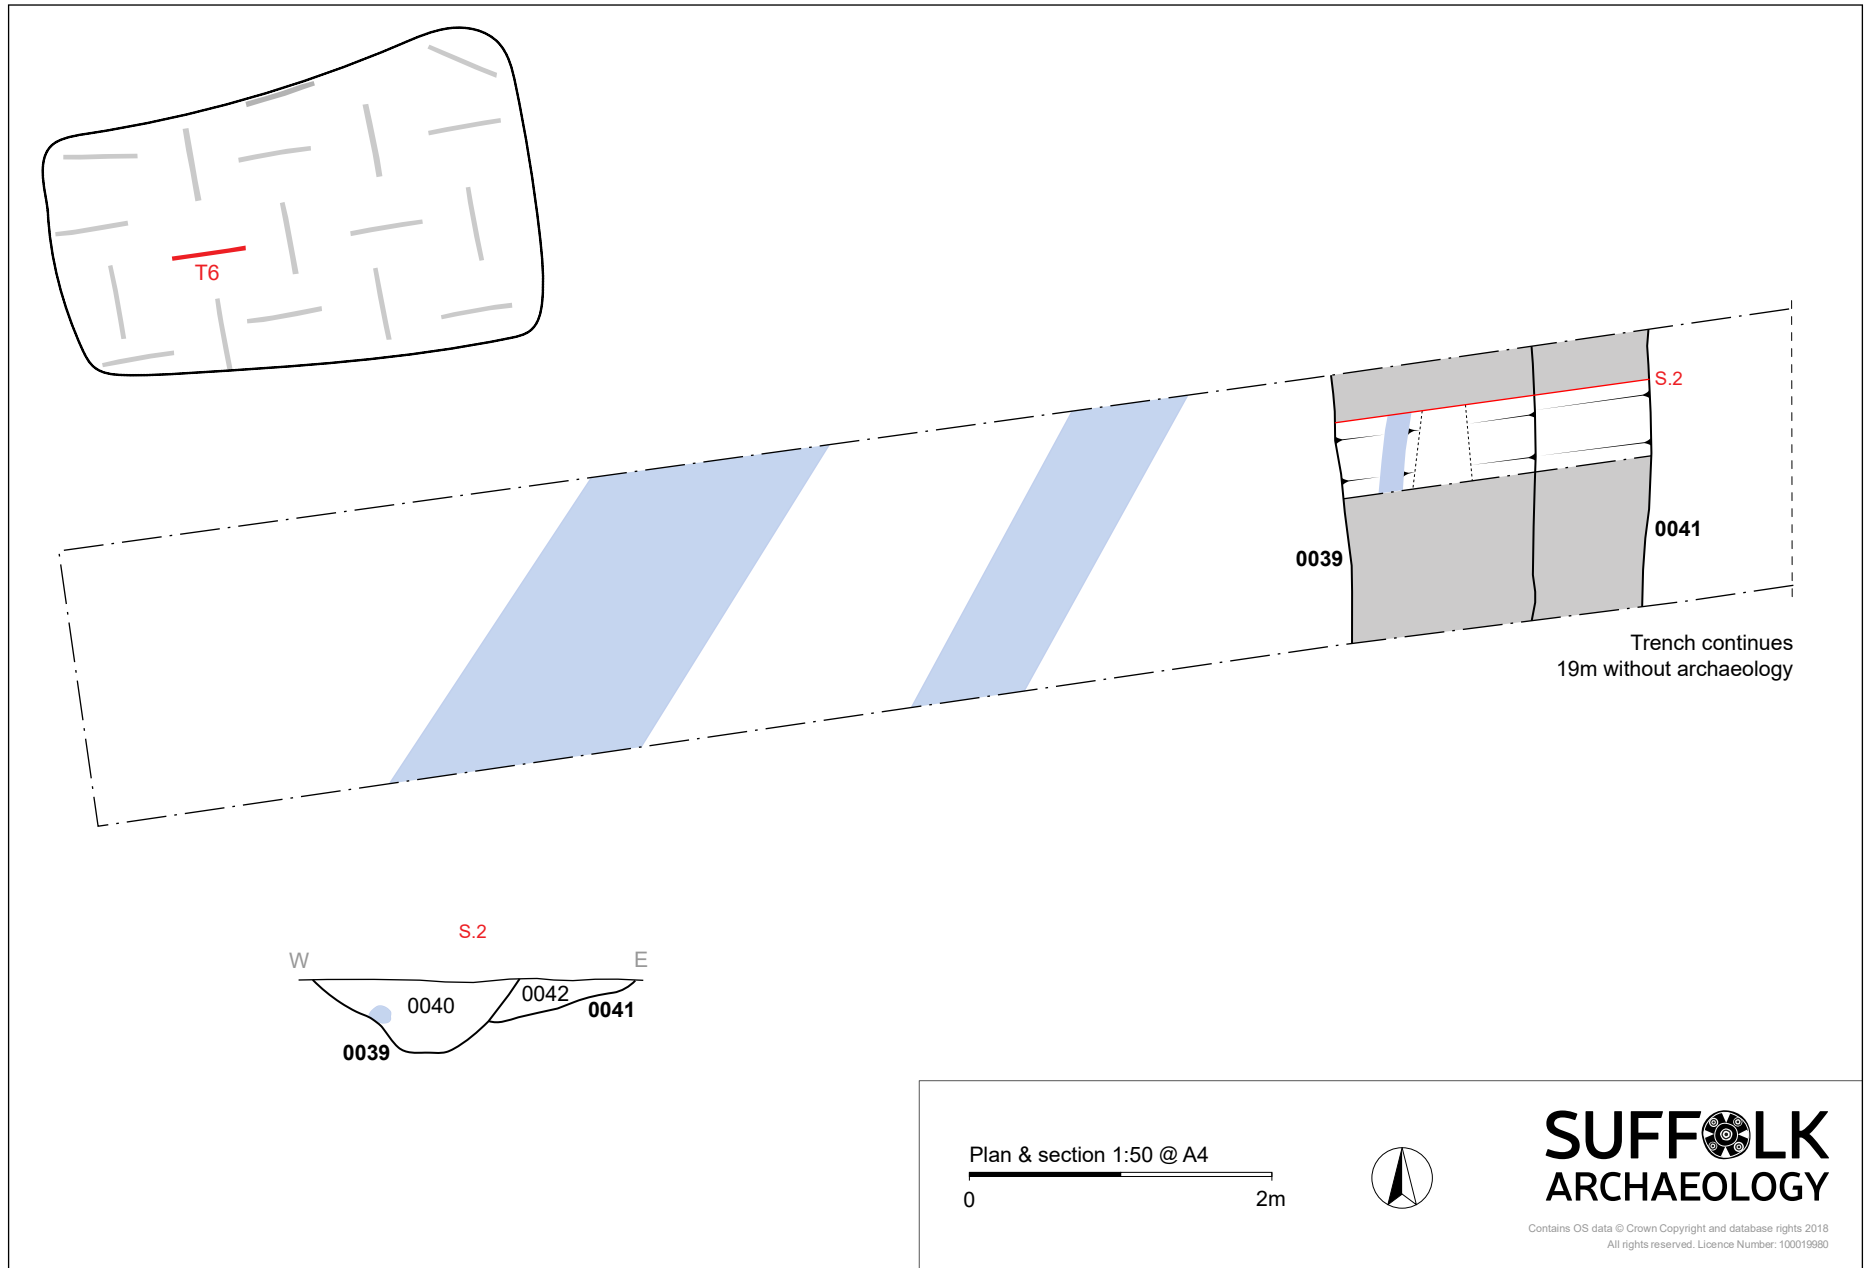 T6
S.2
0039
0041
Trench continues
19m without archaeology
S.2
W
E
0040
0042
0041
0039
Plan & section 1:50 @ A4
0
2m
SUFFOLK
ARCHAEOLOGY
Contains OS data © Crown Copyright and database rights 2018
All rights reserved. Licence Number: 100019980